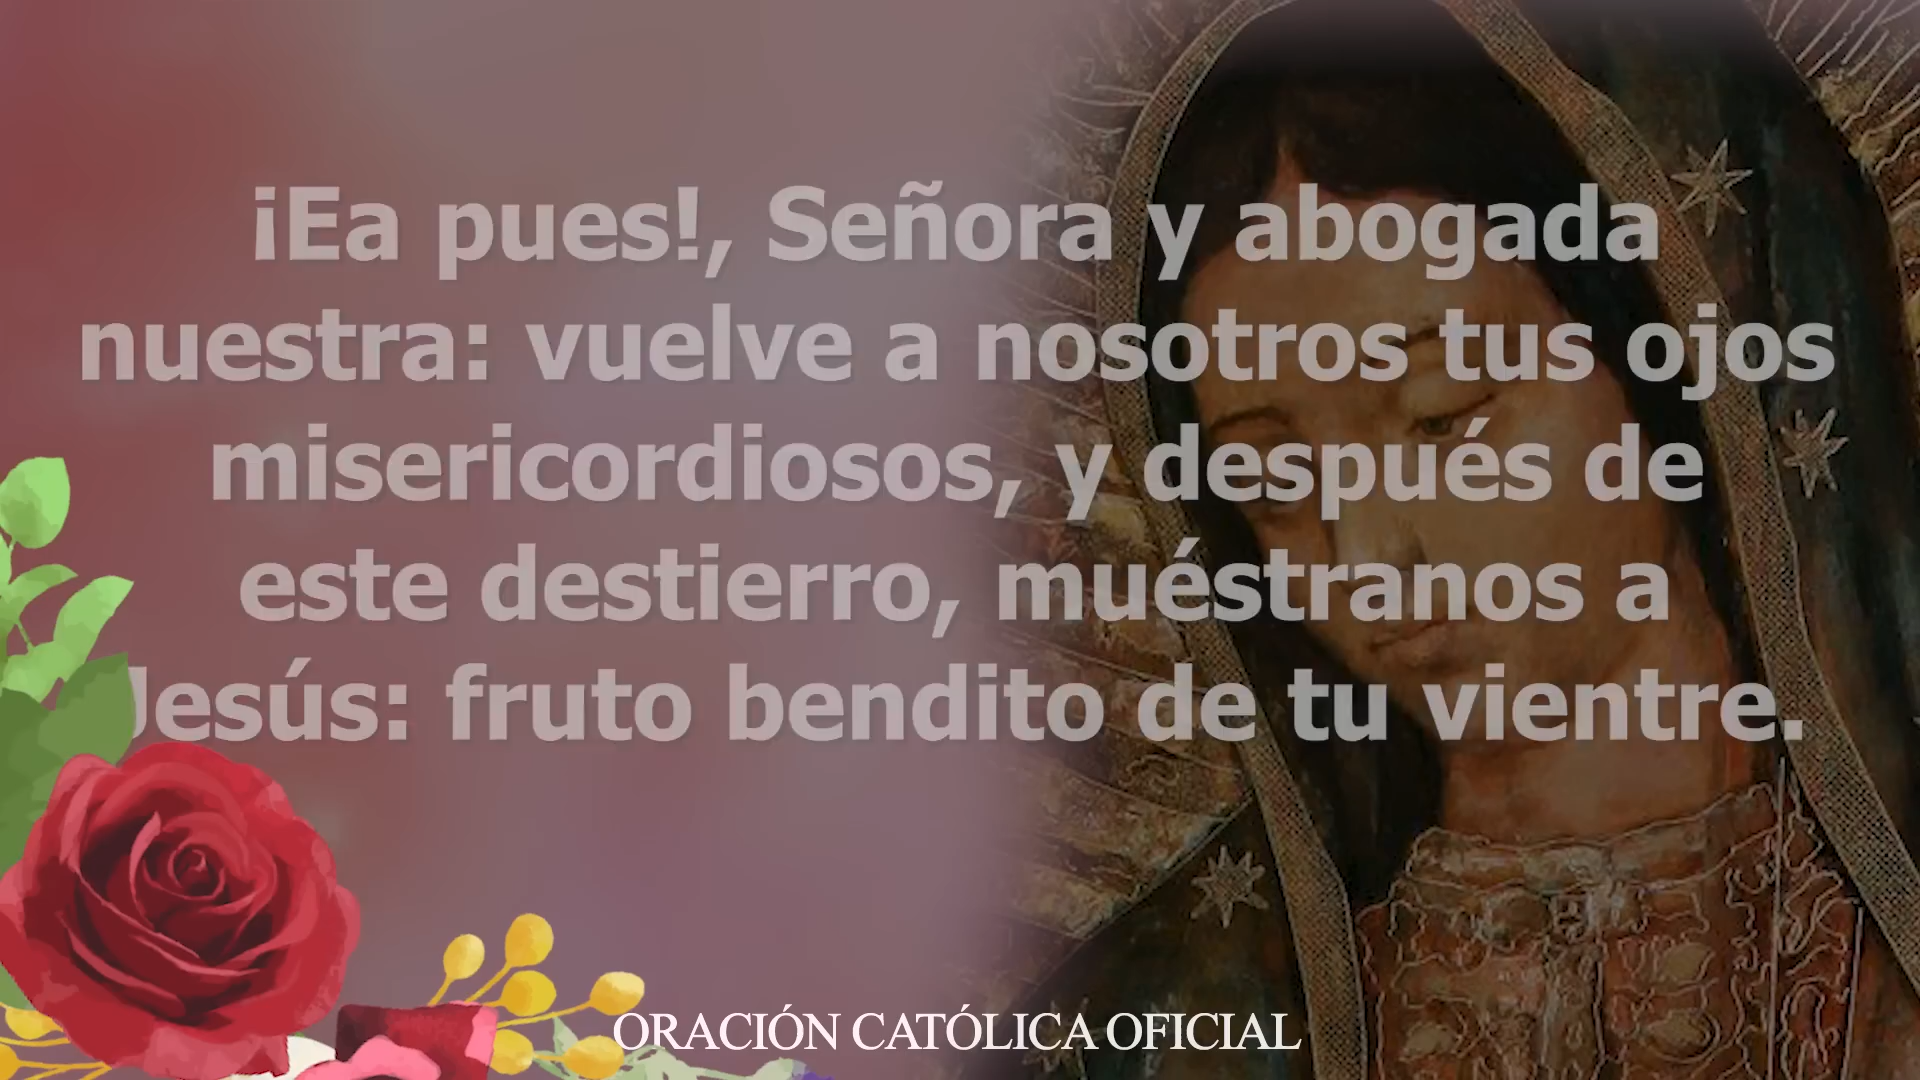 ¡Ea pues!, Señora y abogada
nuestra: vuelve a nosotros tus ojos
misericordiosos, y después de
este destierro, muéstranos a
Jesús: fruto bendito de tu vientre.
ORACIÓN CATÓLICA OFICIAL